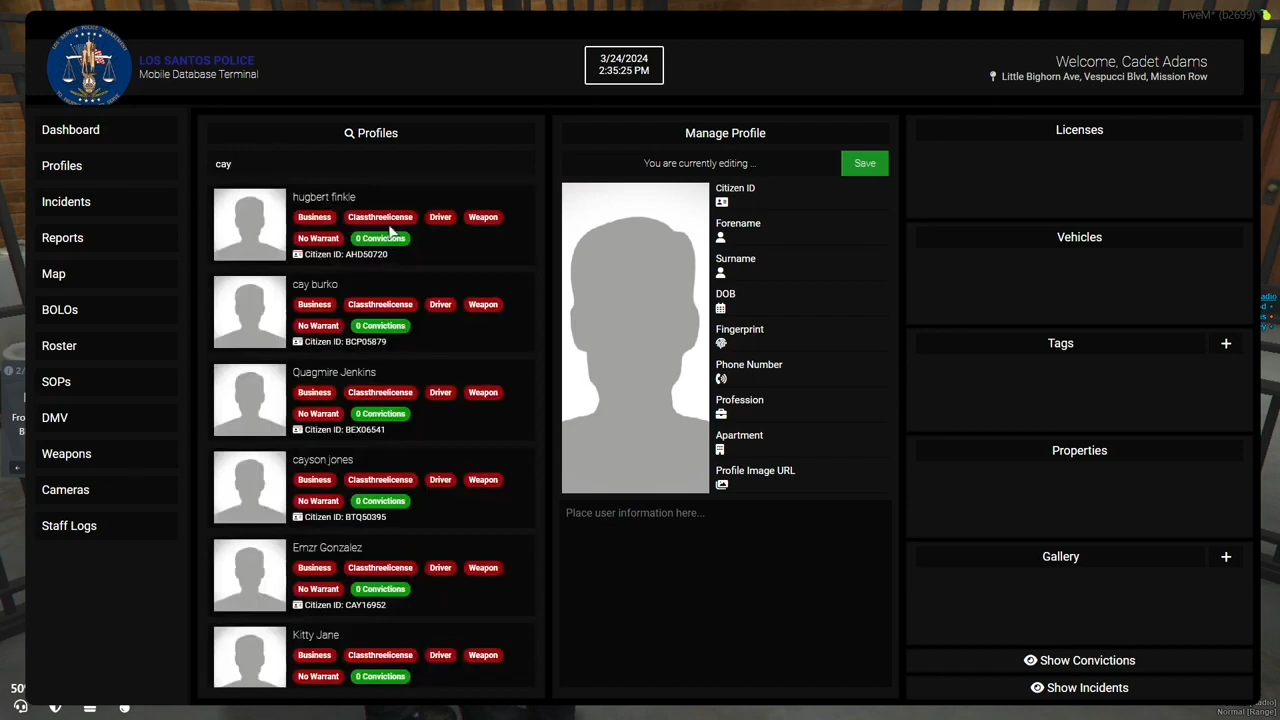 FiveM* (b2699)
LOS SANTOS POLICE
Mobile Database Terminal
3/24/2024
2:35:25 PM
Welcome, Cadet Adams
Little Bighorn Ave, Vespucci Blvd, Mission Row
Dashboard
Profiles
Incidents
Reports
Map
BOLOs
Roster
SOPs
DMV
Weapons
Cameras
Staff Logs
Profiles
cay
hugbert finkle
Business Classthreelicense Driver Weapon
No Warrant 0 Convictions
Citizen ID: AHD50720
cay burko
Business Classthreelicense Driver Weapon
No Warrant 0 Convictions
Citizen ID: BCP05879
Quagmire Jenkins
Business Classthreelicense Driver Weapon
No Warrant 0 Convictions
Citizen ID: BEX06541
cayson jones
Business Classthreelicense Driver Weapon
No Warrant 0 Convictions
Citizen ID: BTQ50395
Emzr Gonzalez
Business Classthreelicense Driver Weapon
No Warrant 0 Convictions
Citizen ID: CAY16952
Kitty Jane
Business Classthreelicense Driver Weapon
No Warrant 0 Convictions
Manage Profile
You are currently editing ...
Save
Citizen ID
Forename
Surname
DOB
Fingerprint
Phone Number
Profession
Apartment
Profile Image URL
Place user information here...
Licenses
Vehicles
Tags +
Properties
Gallery +
Show Convictions
Show Incidents
Normal [Range]